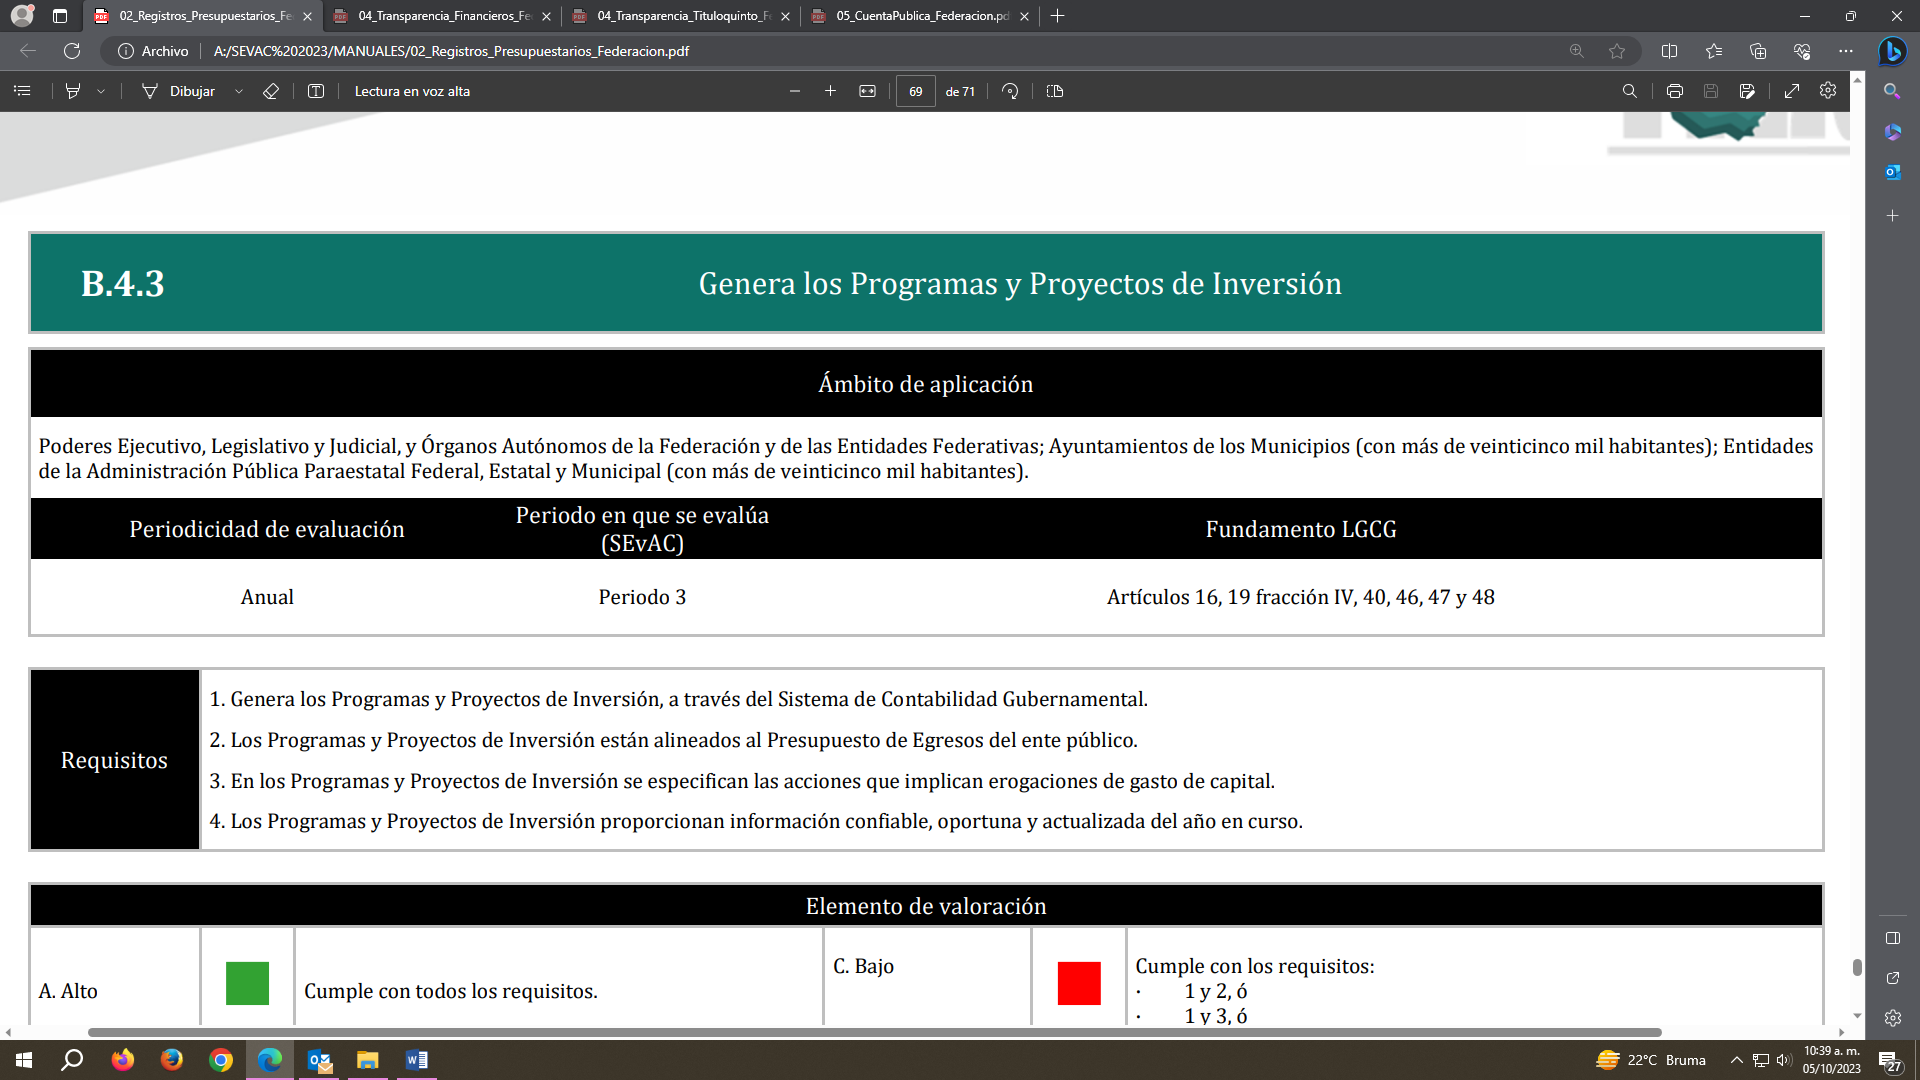 02_Registros_Presupuestarios_Fe
04_Transparencia_Financieros_Fe
04_Transparencia_Tituloquinto_F
05_CuentaPublica_Federacion.pd
Archivo
A:/SEVAC%202023/MANUALES/02_Registros_Presupuestarios_Federacion.pdf
Dibujar
Lectura en voz alta
69 de 71
B.4.3
Genera los Programas y Proyectos de Inversión
Ámbito de aplicación
Poderes Ejecutivo, Legislativo y Judicial, y Órganos Autónomos de la Federación y de las Entidades Federativas; Ayuntamientos de los Municipios (con más de veinticinco mil habitantes); Entidades
de la Administración Pública Paraestatal Federal, Estatal y Municipal (con más de veinticinco mil habitantes).
Periodicidad de evaluación
Periodo en que se evalúa
(SEvAC)
Fundamento LGCG
Anual
Periodo 3
Artículos 16, 19 fracción IV, 40, 46, 47 y 48
Requisitos
1. Genera los Programas y Proyectos de Inversión, a través del Sistema de Contabilidad Gubernamental.
2. Los Programas y Proyectos de Inversión están alineados al Presupuesto de Egresos del ente público.
3. En los Programas y Proyectos de Inversión se especifican las acciones que implican erogaciones de gasto de capital.
4. Los Programas y Proyectos de Inversión proporcionan información confiable, oportuna y actualizada del año en curso.
Elemento de valoración
A. Alto
Cumple con todos los requisitos.
C. Bajo
Cumple con los requisitos:
· 1 y 2, ó
· 1 y 3, ó
22°C Bruma
10:39 a. m.
05/10/2023
27